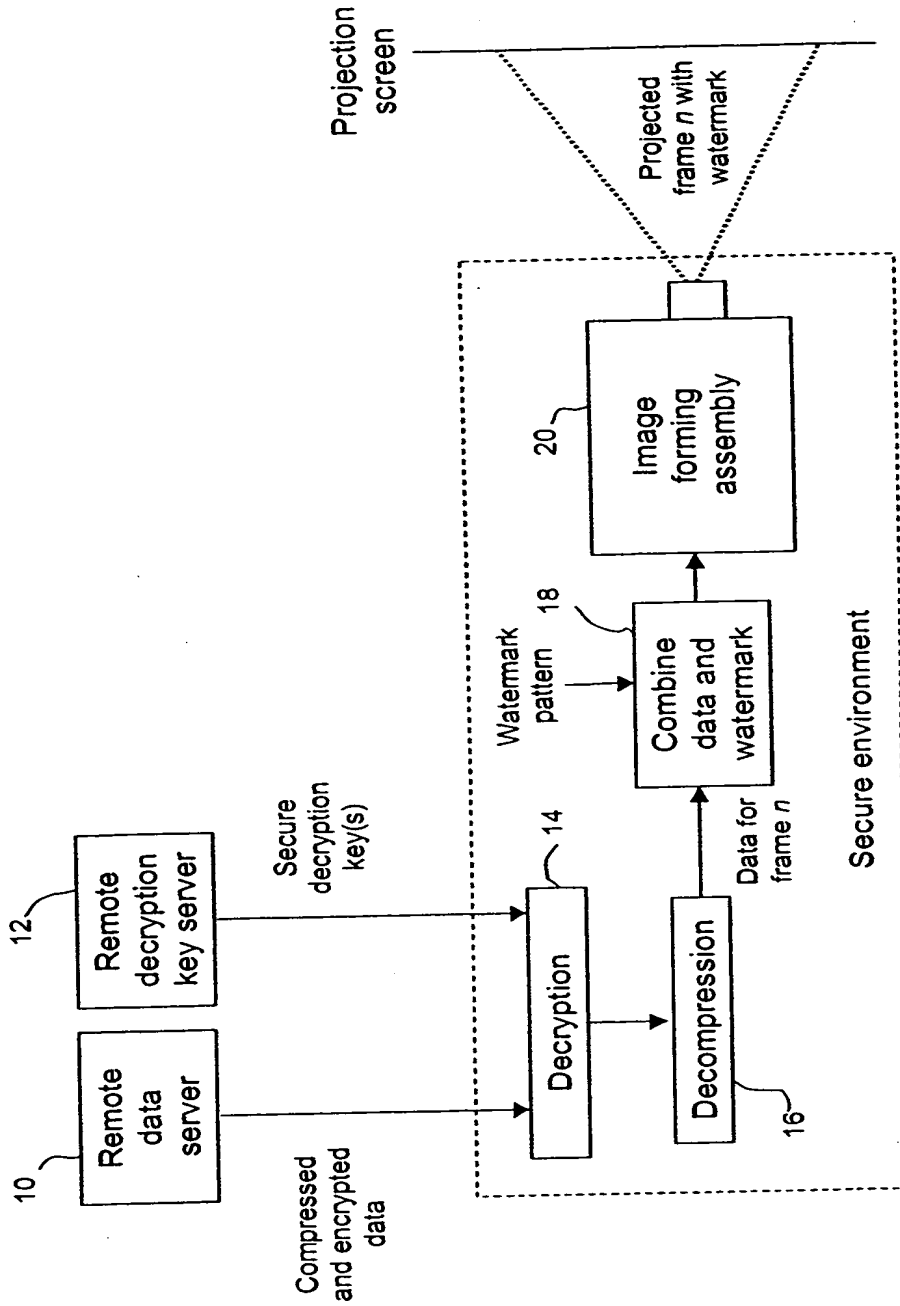 10
Remote
data
server
12
Remote
decryption
key server
Compressed
and encrypted
data
Secure
decryption
key(s)
Decryption
14
Decompression
16
Data for
frame n
Watermark
pattern
18
Combine
data and
watermark
20
Image
forming
assembly
Secure environment
Projected
frame n with
watermark
Projection
screen